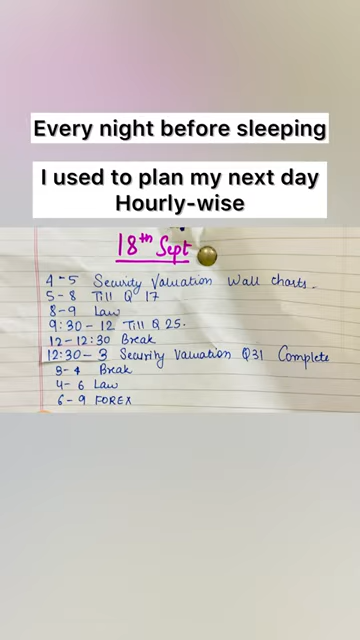 Every night before sleeping
I used to plan my next day
Hourly-wise
18th Sept
4-5 Security Valuation Wall charts.
5-8 Till Q 17
8-9 Law
9:30-12 Till Q 25.
12-12:30 Break
12:30-3 Security Valuation Q31 Complete
3-4 Break
4-6 Law
6-9 FOREX